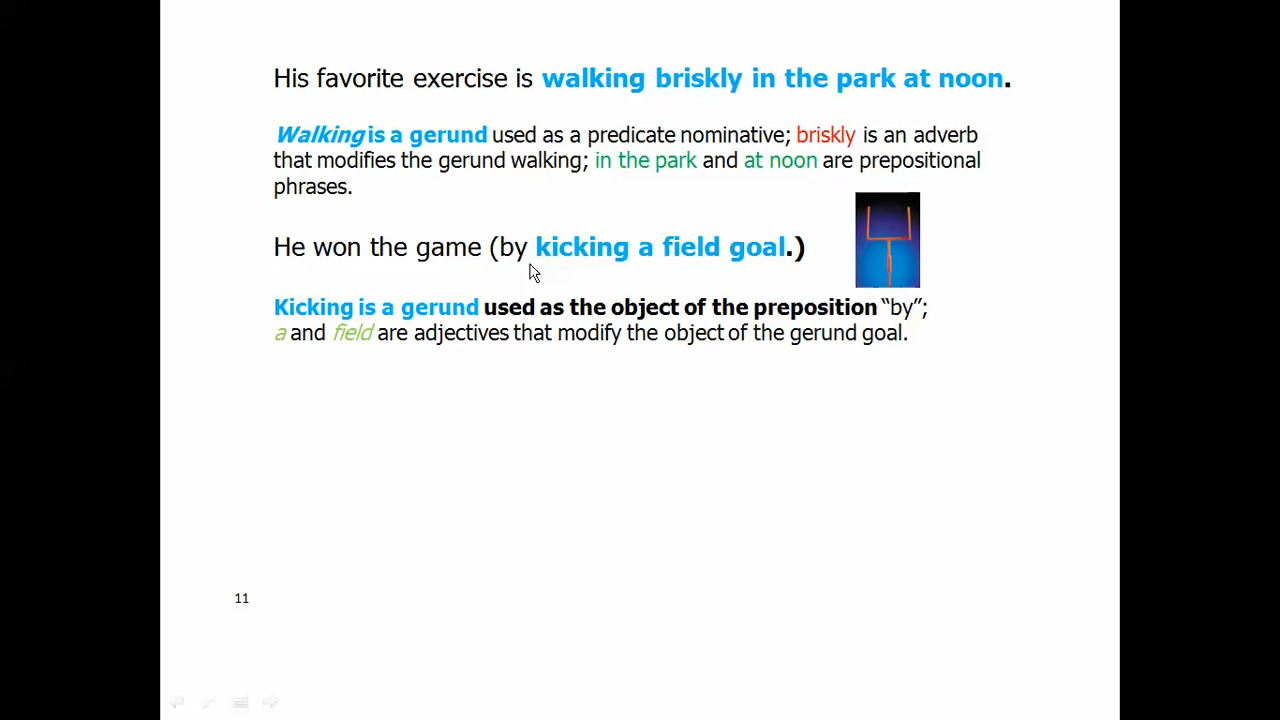 His favorite exercise is walking briskly in the park at noon.
Walking is a gerund used as a predicate nominative; briskly is an adverb
that modifies the gerund walking; in the park and at noon are prepositional
phrases.
He won the game (by kicking a field goal.)
Kicking is a gerund used as the object of the preposition “by”;
a and field are adjectives that modify the object of the gerund goal.
11